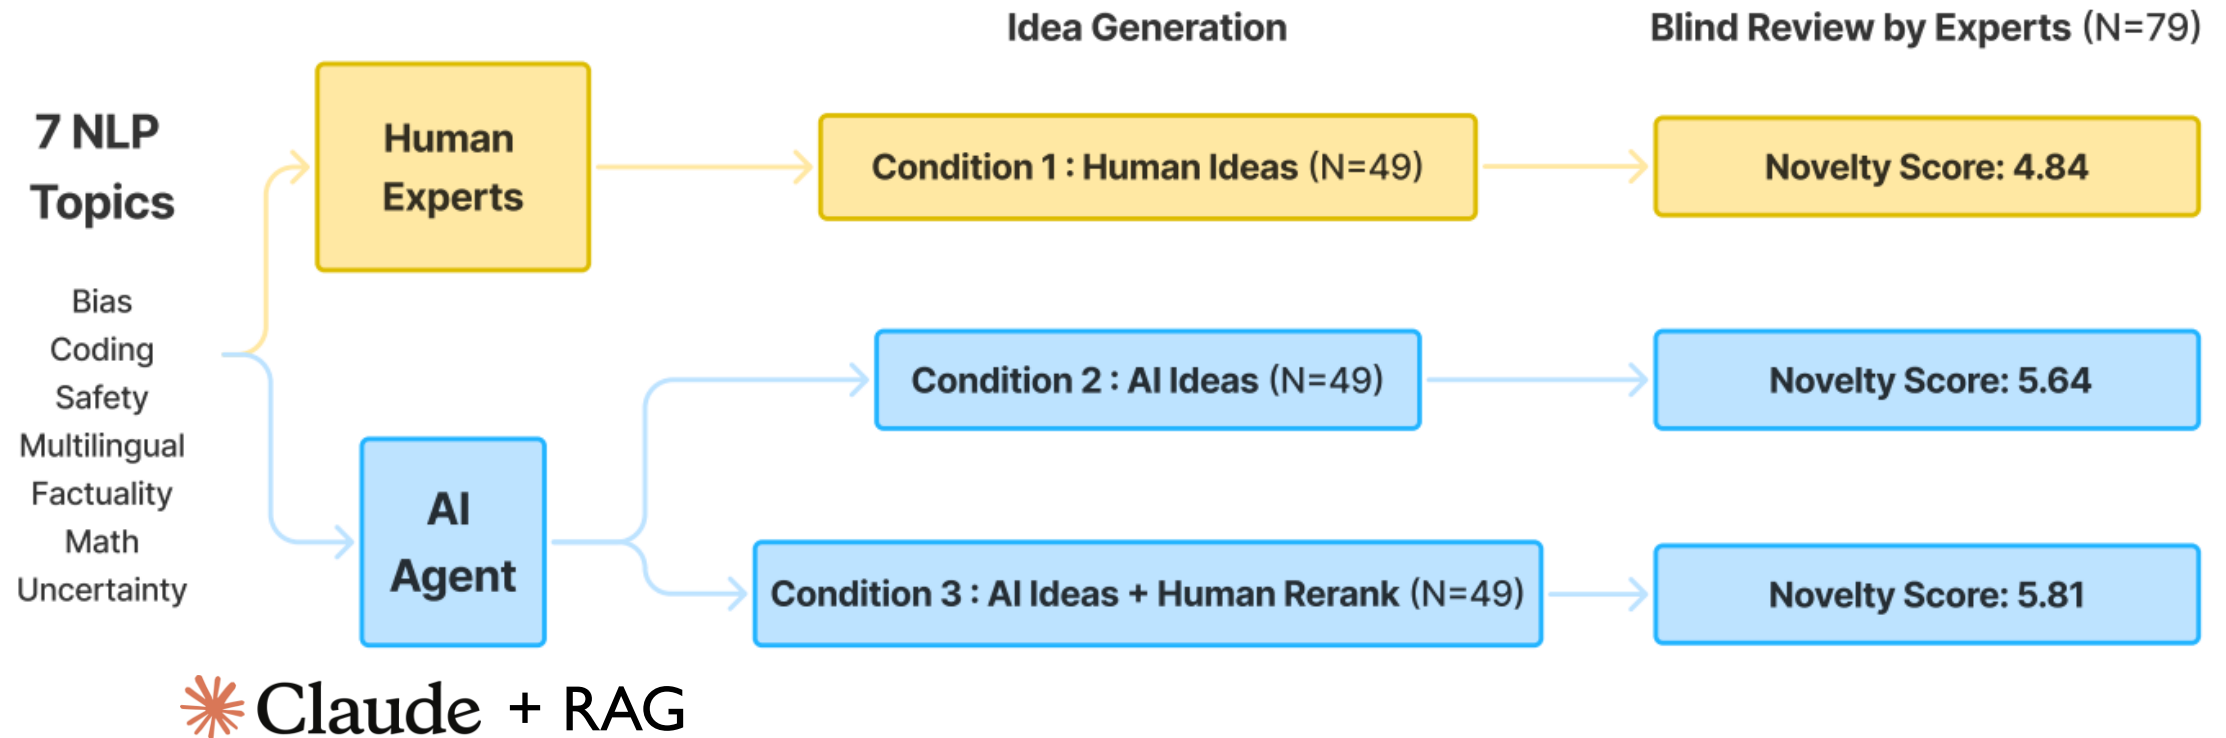 Idea Generation
Blind Review by Experts (N=79)
7 NLP
Topics
Bias
Coding
Safety
Multilingual
Factuality
Math
Uncertainty
Human
Experts
Condition 1 : Human Ideas (N=49)
Novelty Score: 4.84
AI
Agent
Condition 2 : AI Ideas (N=49)
Novelty Score: 5.64
Condition 3 : AI Ideas + Human Rerank (N=49)
Novelty Score: 5.81
Claude + RAG